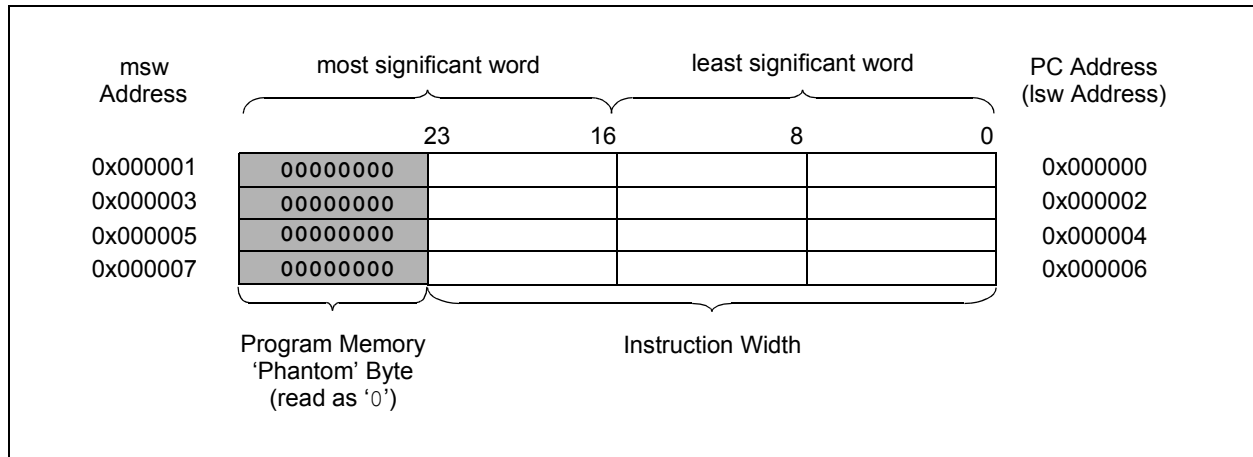 msw
Address
most significant word
least significant word
PC Address
(lsw Address)
23 16 8 0
0x000001 00000000 0x000000
0x000003 00000000 0x000002
0x000005 00000000 0x000004
0x000007 00000000 0x000006
Program Memory
‘Phantom’ Byte
(read as ‘0’)
Instruction Width